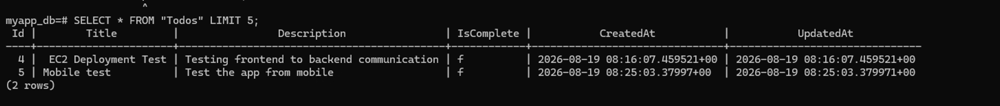 ^
myapp_db=# SELECT * FROM "Todos" LIMIT 5;
 Id |        Title         |                Description                 | IsComplete |           CreatedAt           |           UpdatedAt
----+----------------------+--------------------------------------------+------------+-------------------------------+-------------------------------
  4 |  EC2 Deployment Test | Testing frontend to backend communication | f          | 2026-08-19 08:16:07.459521+00 | 2026-08-19 08:16:07.459521+00
  5 | Mobile test          | Test the app from mobile                  | f          | 2026-08-19 08:25:03.37997+00  | 2026-08-19 08:25:03.379971+00
(2 rows)